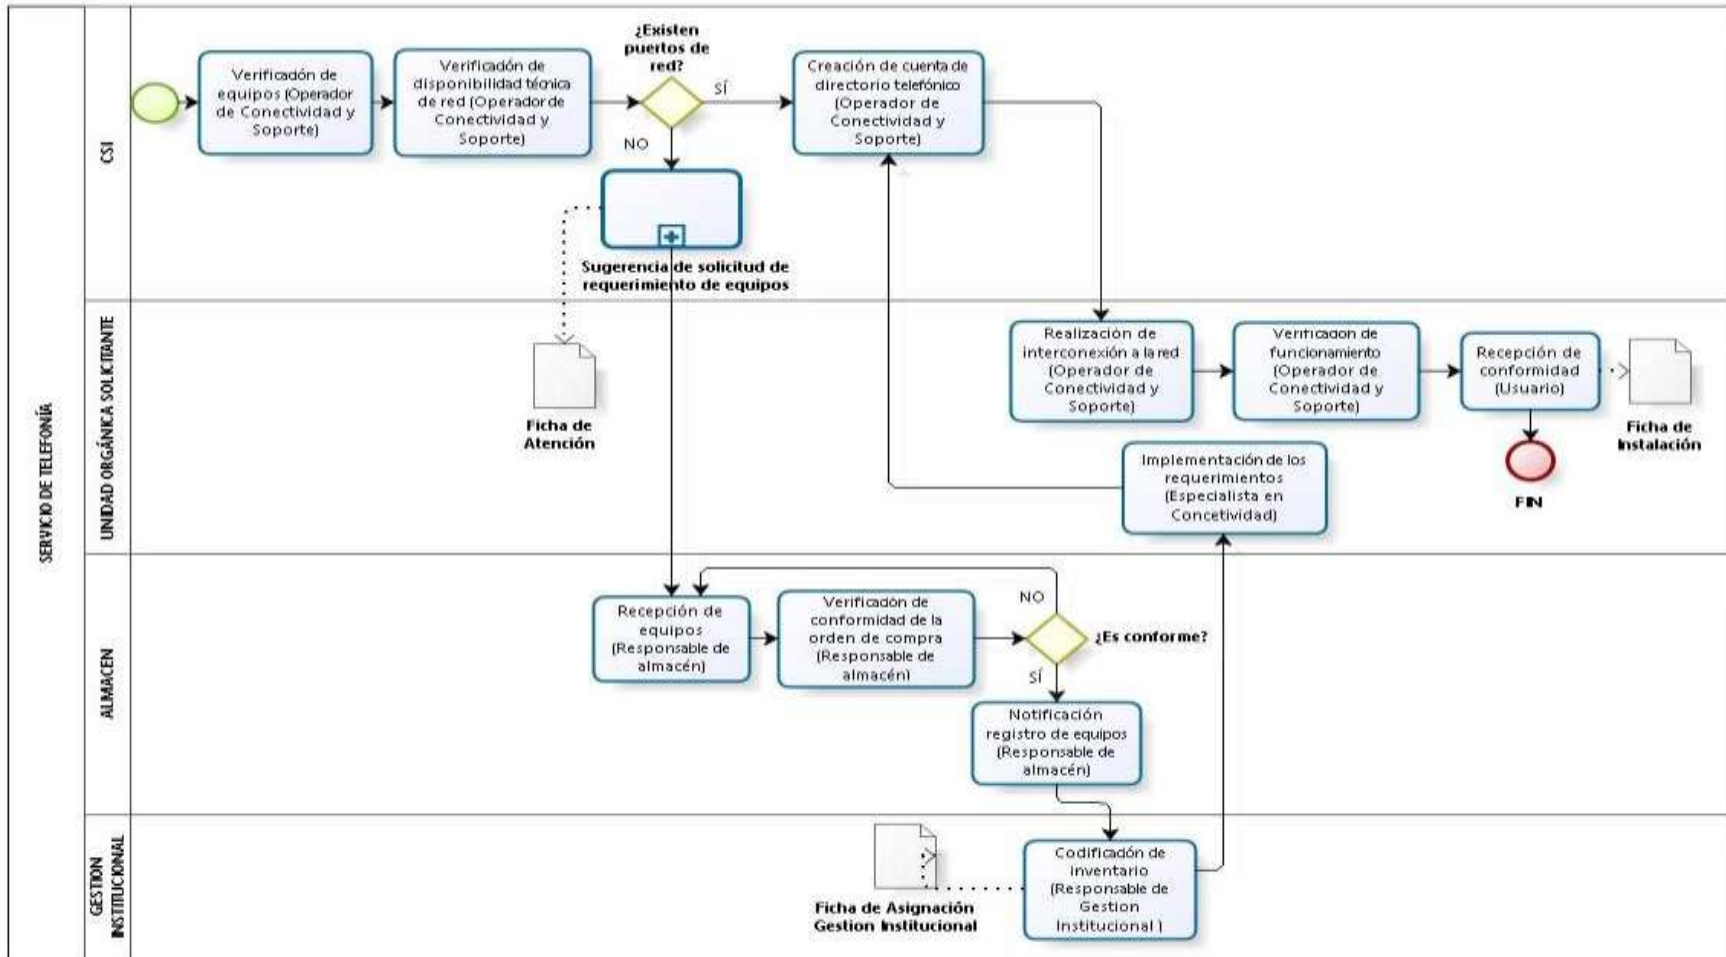 SERVICIO DE TELEFONÍA
CSI
Verificación de
equipos (Operador
de Conectividad y
Soporte)
Verificación de
disponibilidad técnica
de red (Operador de
Conectividad y
Soporte)
¿Existen
puertos de
red?
SÍ
NO
Creación de cuenta de
directorio telefónico
(Operador de
Conectividad y
Soporte)
Sugerencia de solicitud de
requerimiento de equipos
UNIDAD ORGÁNICA SOLICITANTE
Ficha de
Atención
Realización de
interconexión a la red
(Operador de
Conectividad y
Soporte)
Verificación de
funcionamiento
(Operador de
Conectividad y
Soporte)
Recepción de
conformidad
(Usuario)
Ficha de
Instalación
FIN
Implementación de los
requerimientos
(Especialista en
Concetividad)
ALMACEN
Recepción de
equipos
(Responsable de
almacén)
Verificación de
conformidad de la
orden de compra
(Responsable de
almacén)
NO
¿Es conforme?
SÍ
Notificación
registro de equipos
(Responsable de
almacén)
GESTION
INSTITUCIONAL
Ficha de Asignación
Gestion Institucional
Codificación de
inventario
(Responsable de
Gestion
Institucional )